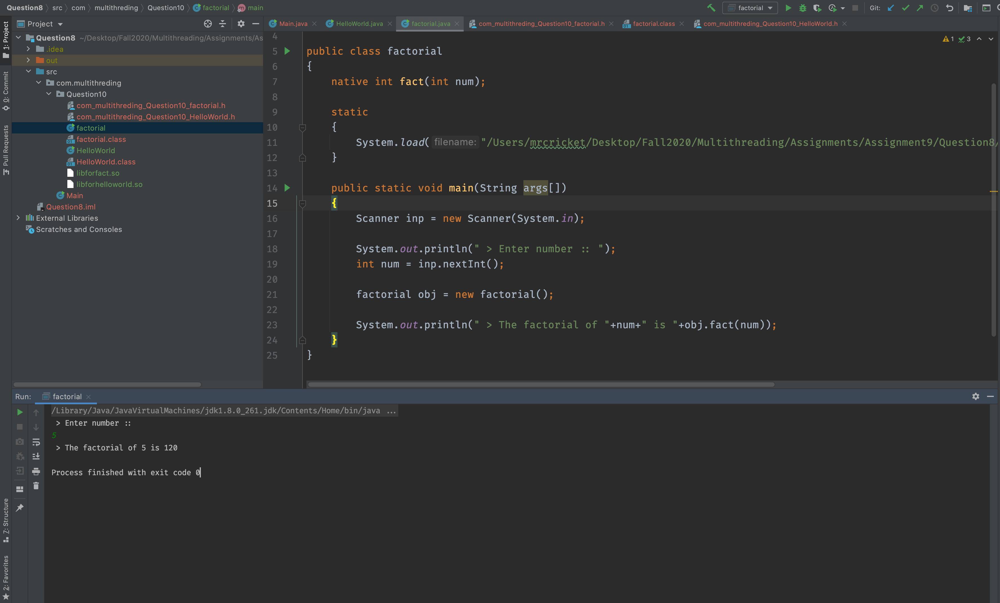 Question8 src com multithreding Question10 factorial main
factorial
Git:
Project
Main.java
HelloWorld.java
factorial.java
com_multithreding_Question10_factorial.h
factorial.class
com_multithreding_Question10_HelloWorld.h
1: Project
0: Commit
Pull Requests
7: Structure
2: Favorites
Question8 ~/Desktop/Fall2020/Multithreading/Assignments/As
.idea
out
src
com.multithreding
Question10
com_multithreding_Question10_factorial.h
com_multithreding_Question10_HelloWorld.h
factorial
factorial.class
HelloWorld
HelloWorld.class
libforfact.so
libforhelloworld.so
Main
Question8.iml
External Libraries
Scratches and Consoles
1 3
4
5 public class factorial
6 {
7 native int fact(int num);
8
9 static
10 {
11 System.load( filename: "/Users/mrcricket/Desktop/Fall2020/Multithreading/Assignments/Assignment9/Question8/
12 }
13
14 public static void main(String args[])
15 {
16 Scanner inp = new Scanner(System.in);
17
18 System.out.println(" > Enter number :: ");
19 int num = inp.nextInt();
20
21 factorial obj = new factorial();
22
23 System.out.println(" > The factorial of "+num+" is "+obj.fact(num));
24 }
25 }
Run: factorial
/Library/Java/JavaVirtualMachines/jdk1.8.0_261.jdk/Contents/Home/bin/java ...
> Enter number ::
5
> The factorial of 5 is 120
Process finished with exit code 0